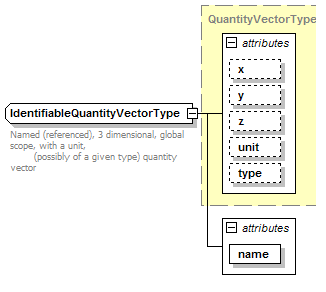 QuantityVectorType
attributes
x
y
z
unit
type
IdentifiableQuantityVectorType
Named (referenced), 3 dimensional, global
scope, with a unit,
(possibly of a given type) quantity
vector
attributes
name